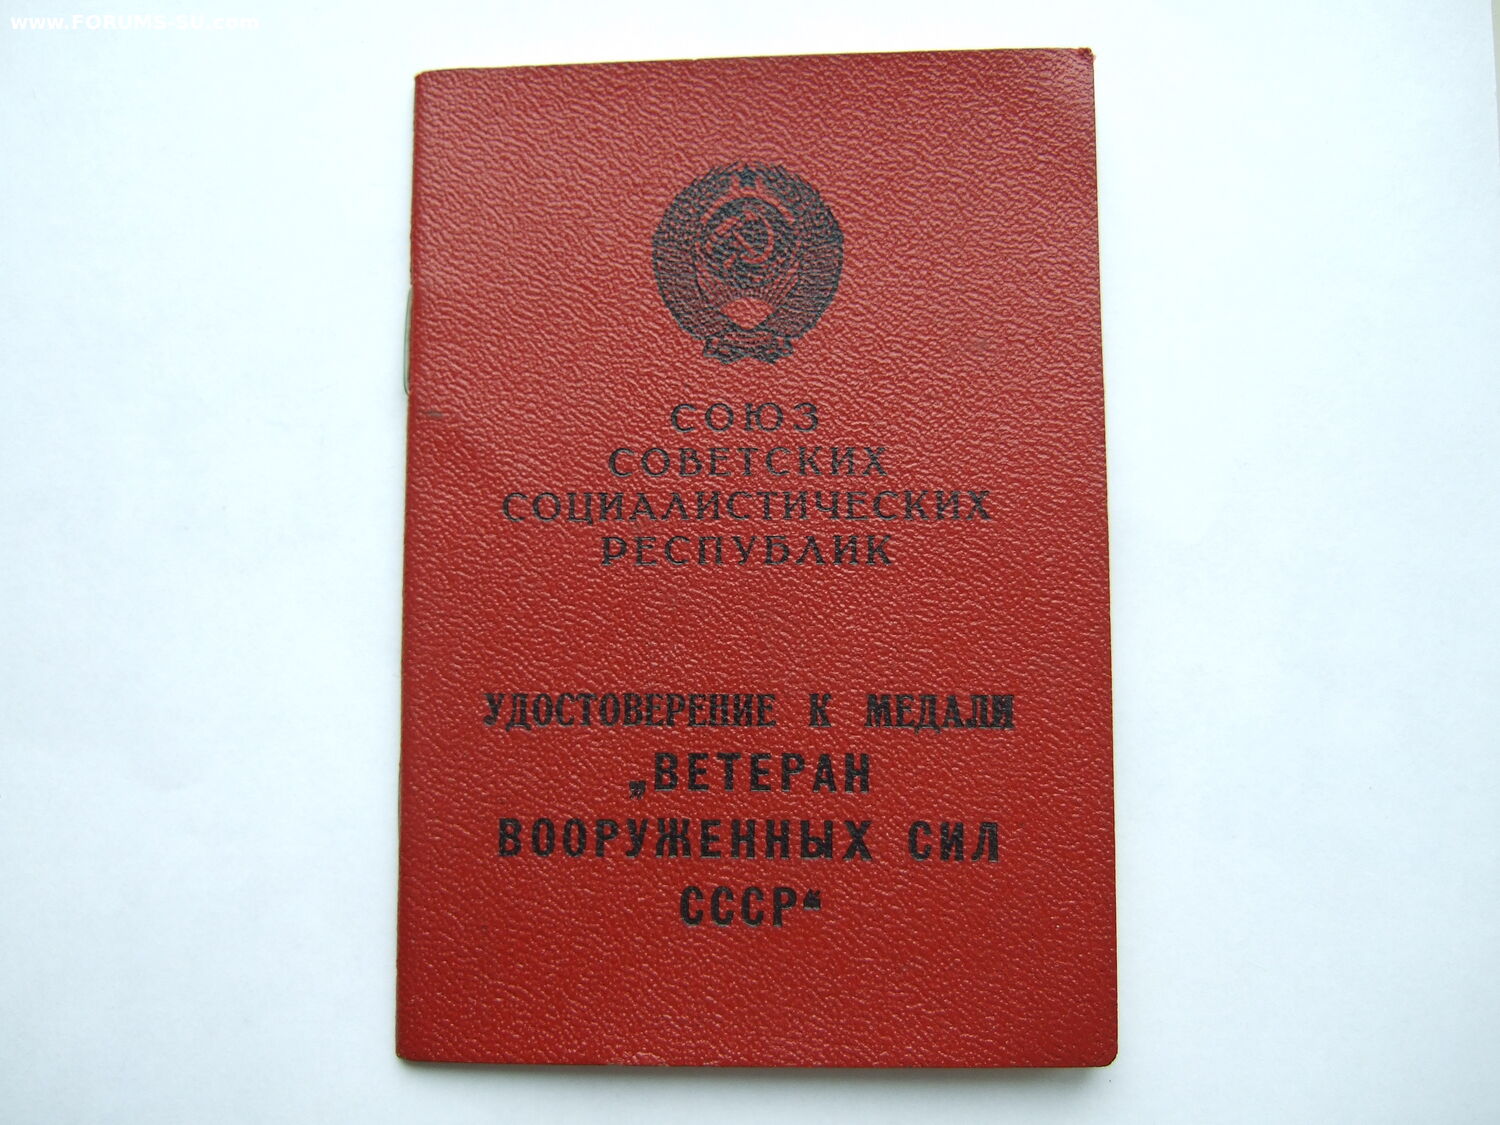 www.FORUMS-SU.com
СОЮЗ
СОВЕТСКИХ
СОЦИАЛИСТИЧЕСКИХ
РЕСПУБЛИК
УДОСТОВЕРЕНИЕ К МЕДАЛИ
„ВЕТЕРАН
ВООРУЖЕННЫХ СИЛ
СССР“